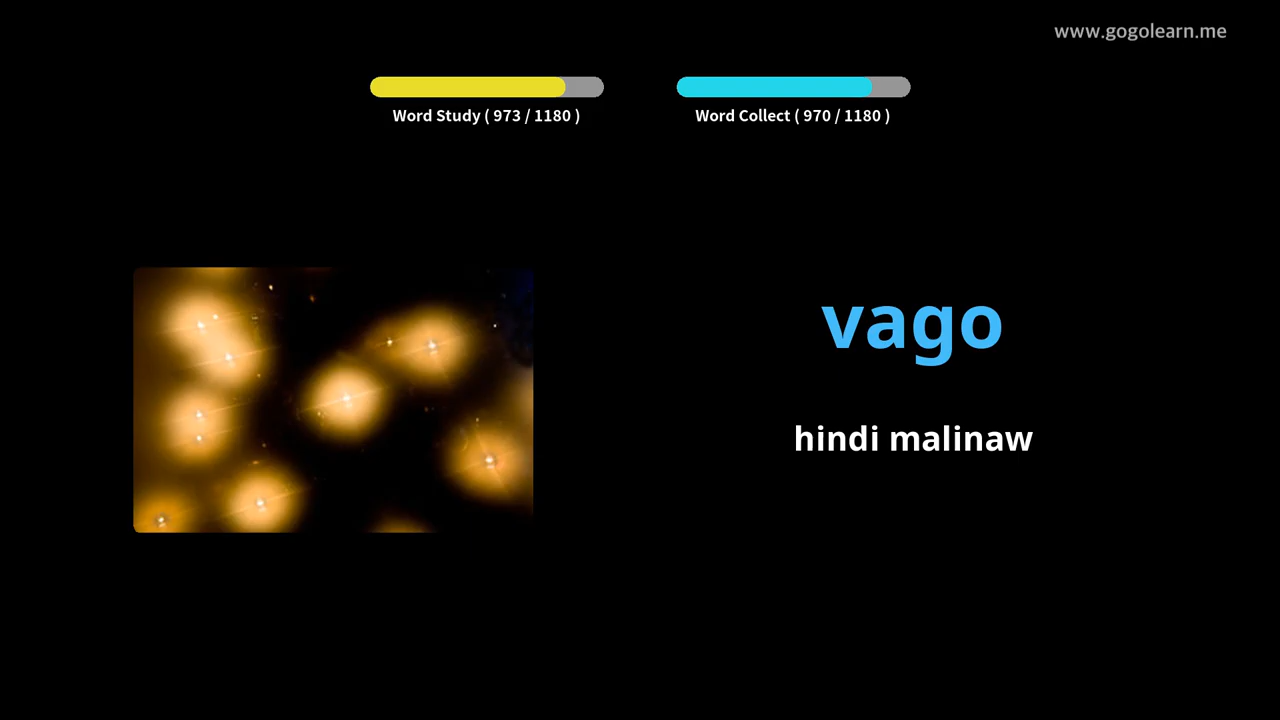 www.gogolearn.me
Word Study ( 973 / 1180 )
Word Collect ( 970 / 1180 )
vago
hindi malinaw